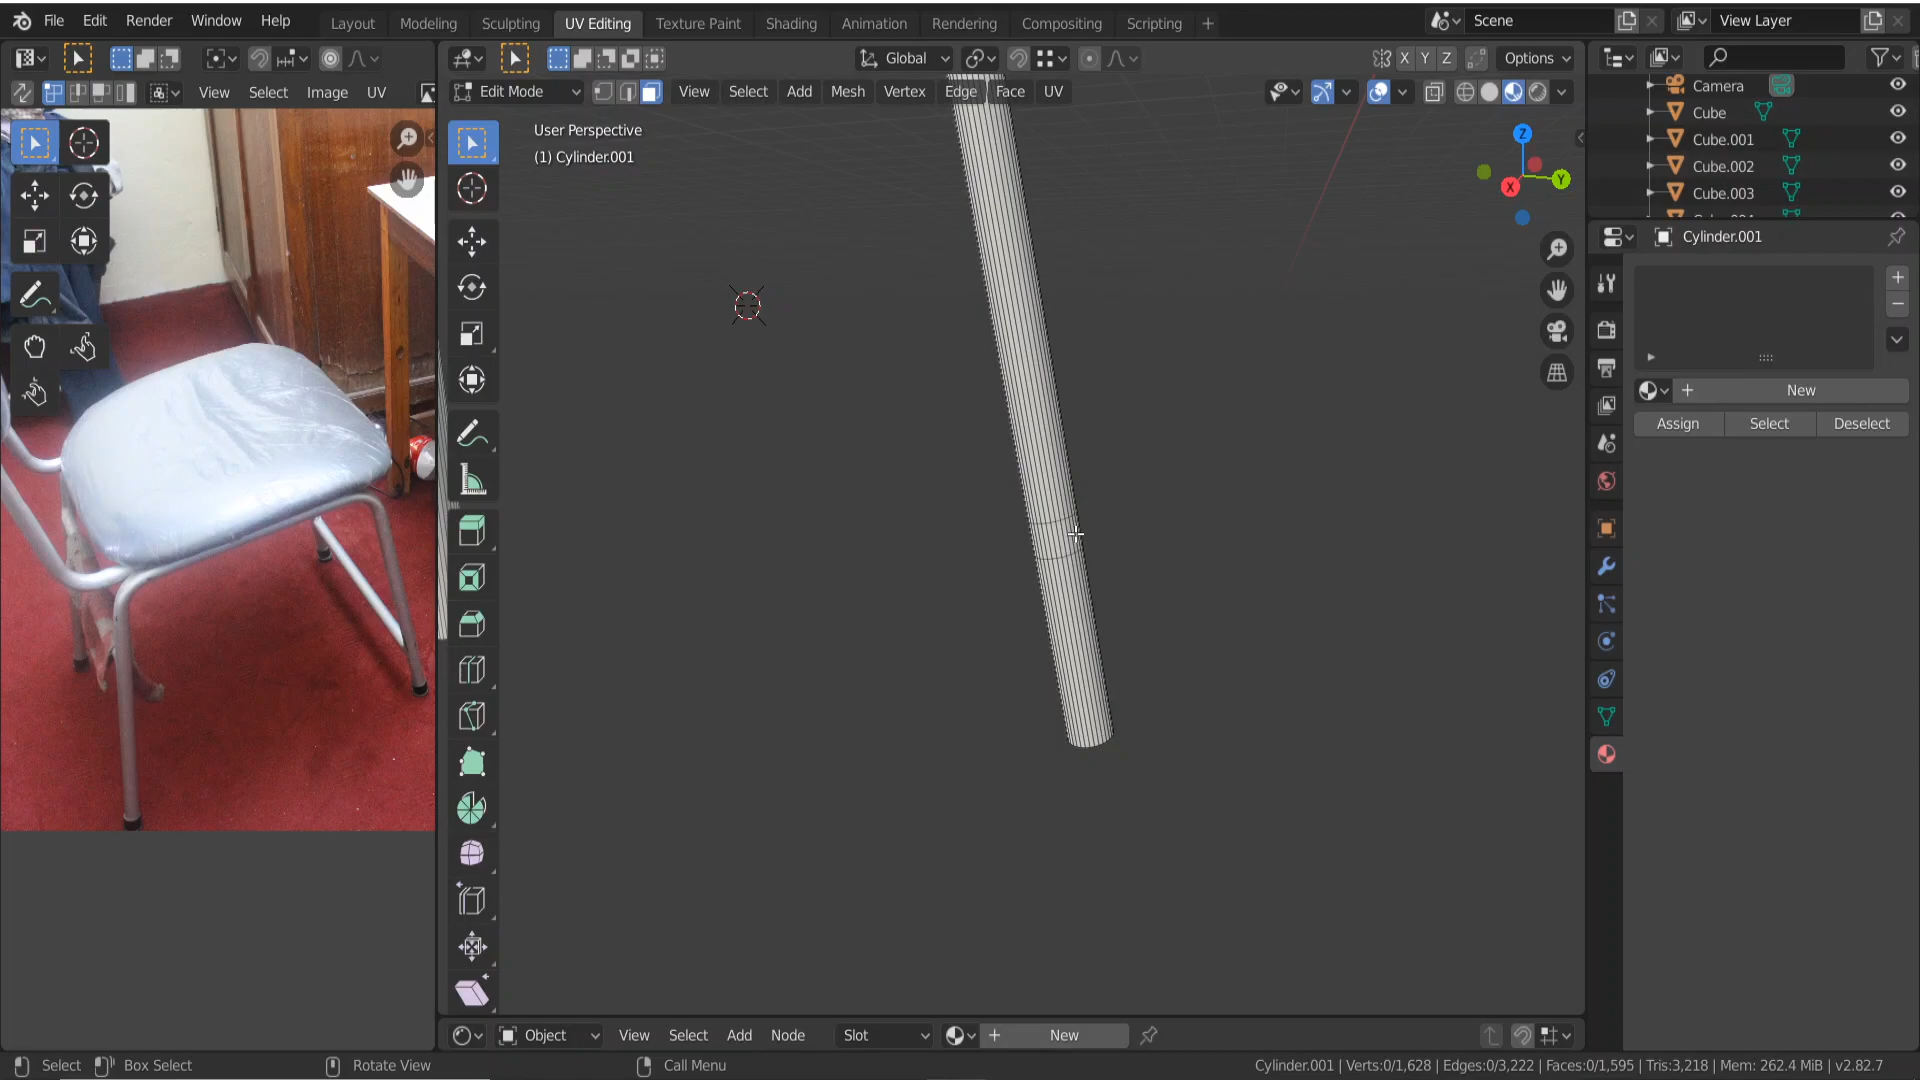 File Edit Render Window Help Layout Modeling Sculpting UV Editing Texture Paint Shading Animation Rendering Compositing Scripting + Scene View Layer
Global X Y Z Options
View Select Image UV Edit Mode View Select Add Mesh Vertex Edge Face UV
Camera
Cube
Cube.001
Cube.002
Cube.003
User Perspective
(1) Cylinder.001
Z
Y
X
Cylinder.001
New
Assign Select Deselect
Object View Select Add Node Slot New
Select Box Select Rotate View Call Menu Cylinder.001 | Verts:0/1,628 | Edges:0/3,222 | Faces:0/1,595 | Tris:3,218 | Mem: 262.4 MiB | v2.82.7